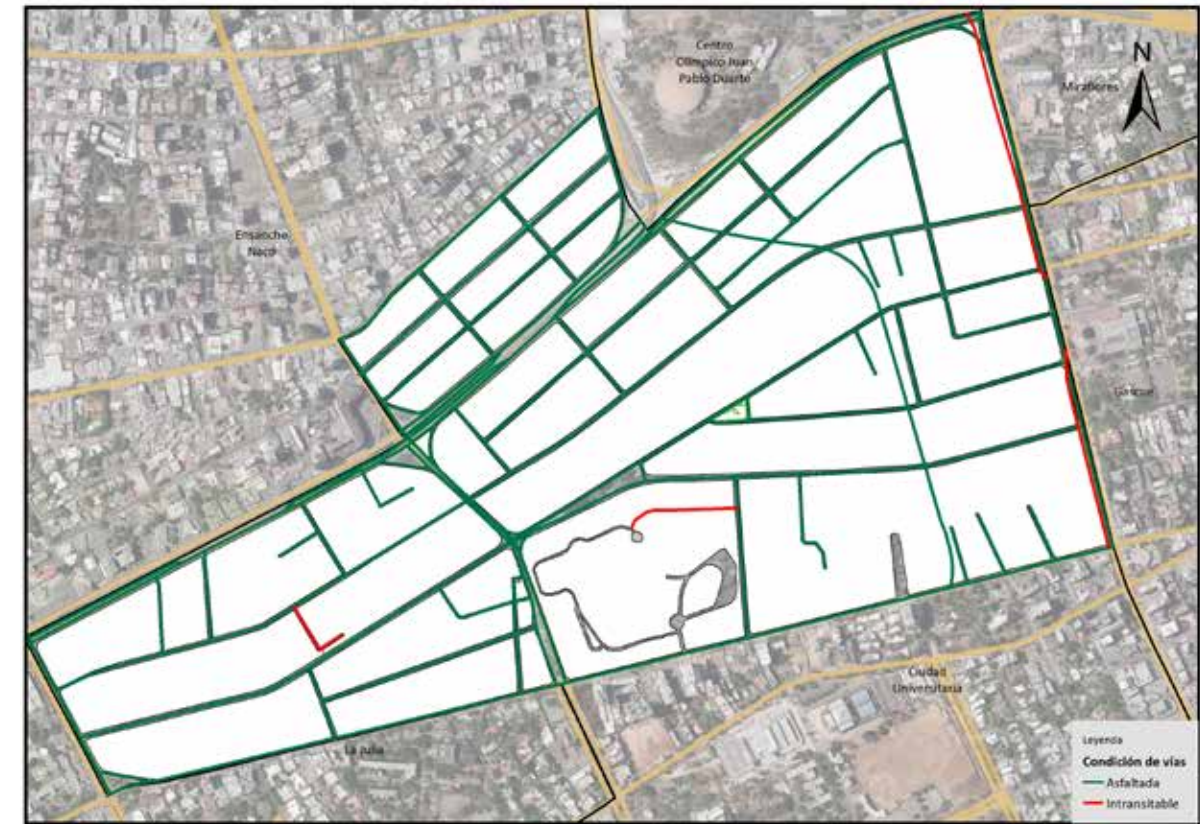 Centro
Olímpico Juan
Pablo Duarte
N
Miraflores
Ensanche
Naco
Gascue
Ciudad
Universitaria
La Julia
Leyenda
Condición de vías
Asfaltada
Intransitable